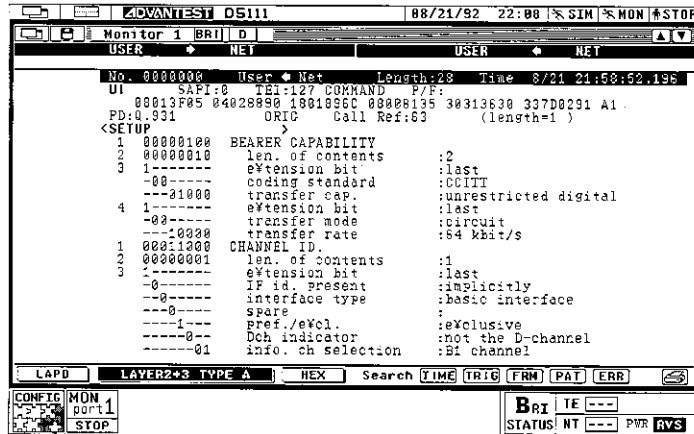 ADVANTEST D5111 08/21/92 22:08 SIM MON STOP
Monitor 1 BRI D
USER NET USER NET
No. 0000000 User Net Length:28 Time 8/21 21:58:52.196
UI SAPI:0 TEI:127 COMMAND P/F:
08013F05 04028890 1801896C 08008135 30313630 337D0291 A1
PD:Q.931 ORIG Call Ref:63 (length=1 )
<SETUP >
1 00000100 BEARER CAPABILITY
2 00000010 len. of contents :2
3 1------- e¥tension bit :last
-00----- coding standard :CCITT
---01000 transfer cap. :unrestricted digital
4 1------- e¥tension bit :last
-00----- transfer mode :circuit
---10000 transfer rate :64 kbit/s
1 00011000 CHANNEL ID.
2 00000001 len. of contents :1
3 1------- e¥tension bit :last
-0------ IF id. present :implicitly
--0----- interface type :basic interface
---0---- spare :
----1--- pref./e¥cl. :e¥clusive
-----0-- Dch indicator :not the D-channel
------01 info. ch selection :B1 channel
LAPD LAYER2+3 TYPE A HEX Search TIME TRIG FRM PAT ERR
CONFIG MON port1 STOP
BRI STATUS TE --- NT --- PWR RVS